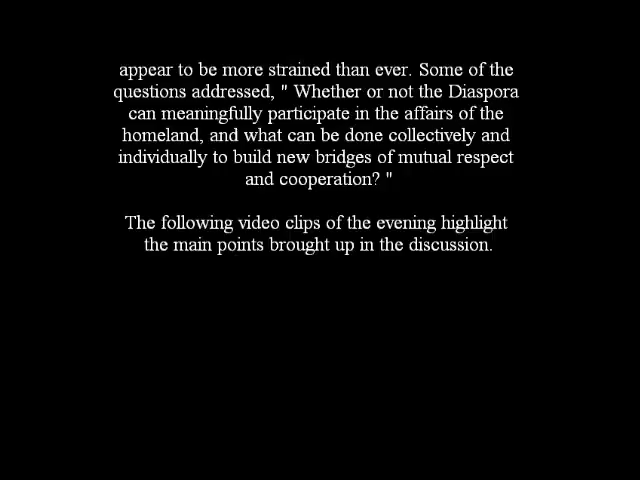 appear to be more strained than ever. Some of the
questions addressed, " Whether or not the Diaspora
can meaningfully participate in the affairs of the
homeland, and what can be done collectively and
individually to build new bridges of mutual respect
and cooperation? "
The following video clips of the evening highlight
the main points brought up in the discussion.